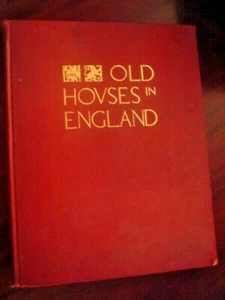 OLD
HOVSES IN
ENGLAND